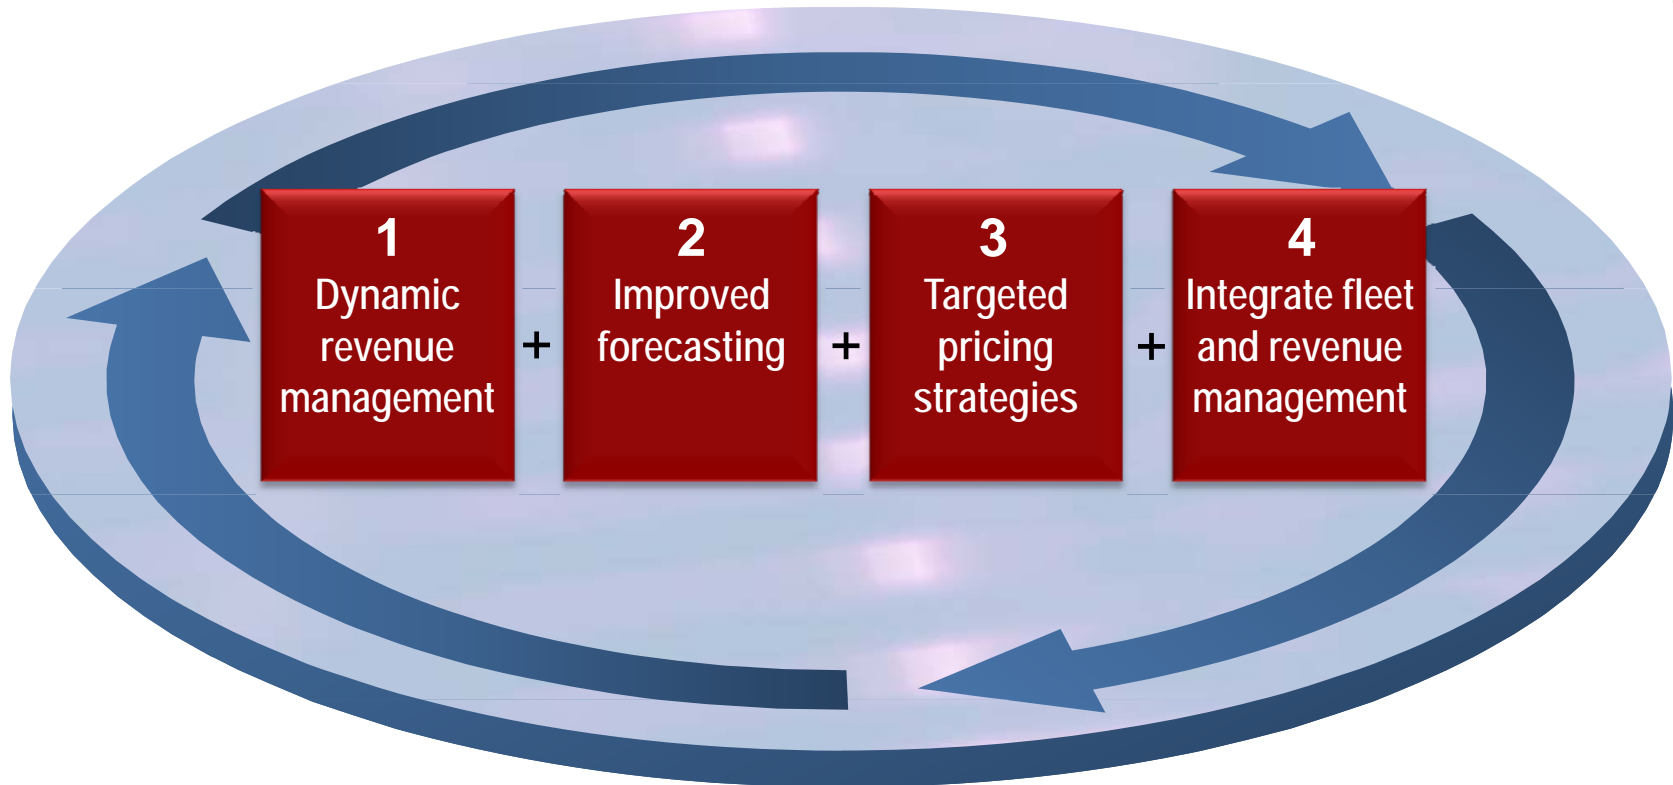 1
Dynamic
revenue
management
+
2
Improved
forecasting
+
3
Targeted
pricing
strategies
+
4
Integrate fleet
and revenue
management